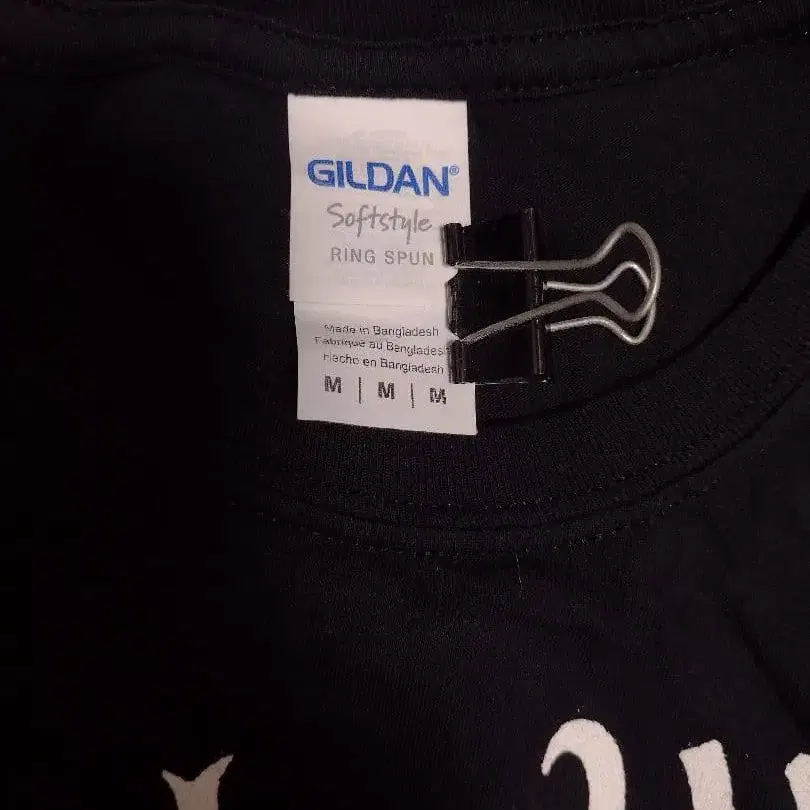 GILDAN®
Softstyle
RING SPUN
Made in Bangladesh
Fabriqué au Bangladesh
Hecho en Bangladesh
M | M | M